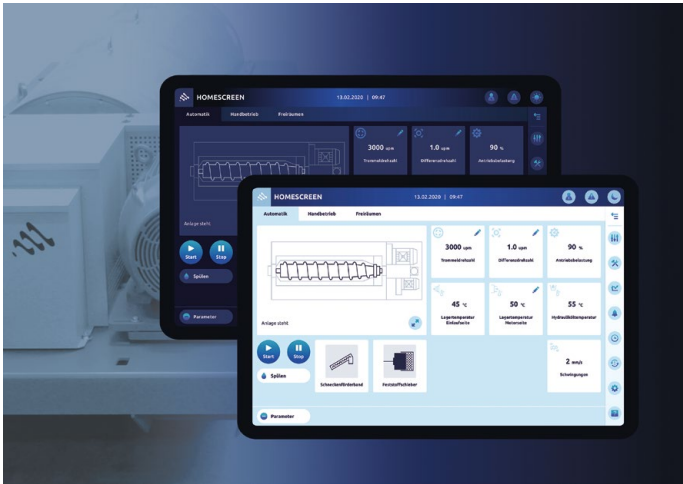 HOMESCREEN
13.02.2020 | 09:47
Automatik Handbetrieb Freiräumen
3000 upm
1.0 upm
90 %
Trommeldrehzahl
Differenzdrehzahl
Antriebsbelastung
Anlage steht
Start Stop
Spülen
Parameter
HOMESCREEN
13.02.2020 | 09:47
Automatik Handbetrieb Freiräumen
3000 upm
1.0 upm
90 %
Trommeldrehzahl
Differenzdrehzahl
Antriebsbelastung
45 °C
50 °C
55 °C
Lagertemperatur
Einlaufseite
Lagertemperatur
Motorseite
Hydrauliköltemperatur
Anlage steht
Start Stop
Spülen
Schneckenförderband
Feststoffschieber
2 mm/s
Schwingungen
Parameter